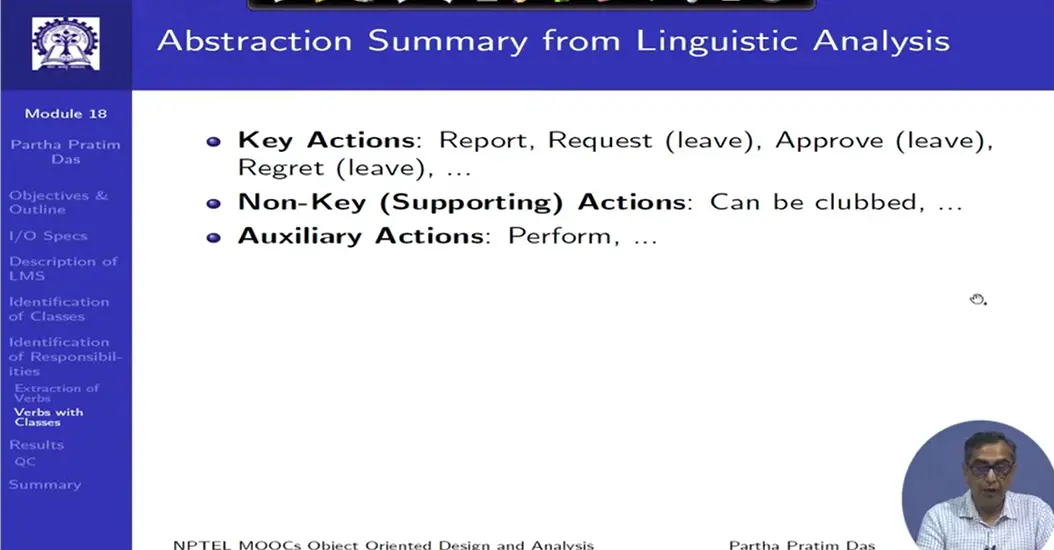 Abstraction Summary from Linguistic Analysis
Module 18
Partha Pratim
Das
Objectives &
Outline
I/O Specs
Description of
LMS
Identification
of Classes
Identification
of Responsibil-
ities
Extraction of
Verbs
Verbs with
Classes
Results
QC
Summary
Key Actions: Report, Request (leave), Approve (leave),
Regret (leave), ...
Non-Key (Supporting) Actions: Can be clubbed, ...
Auxiliary Actions: Perform, ...
NPTEL MOOCs Object Oriented Design and Analysis
Partha Pratim Das